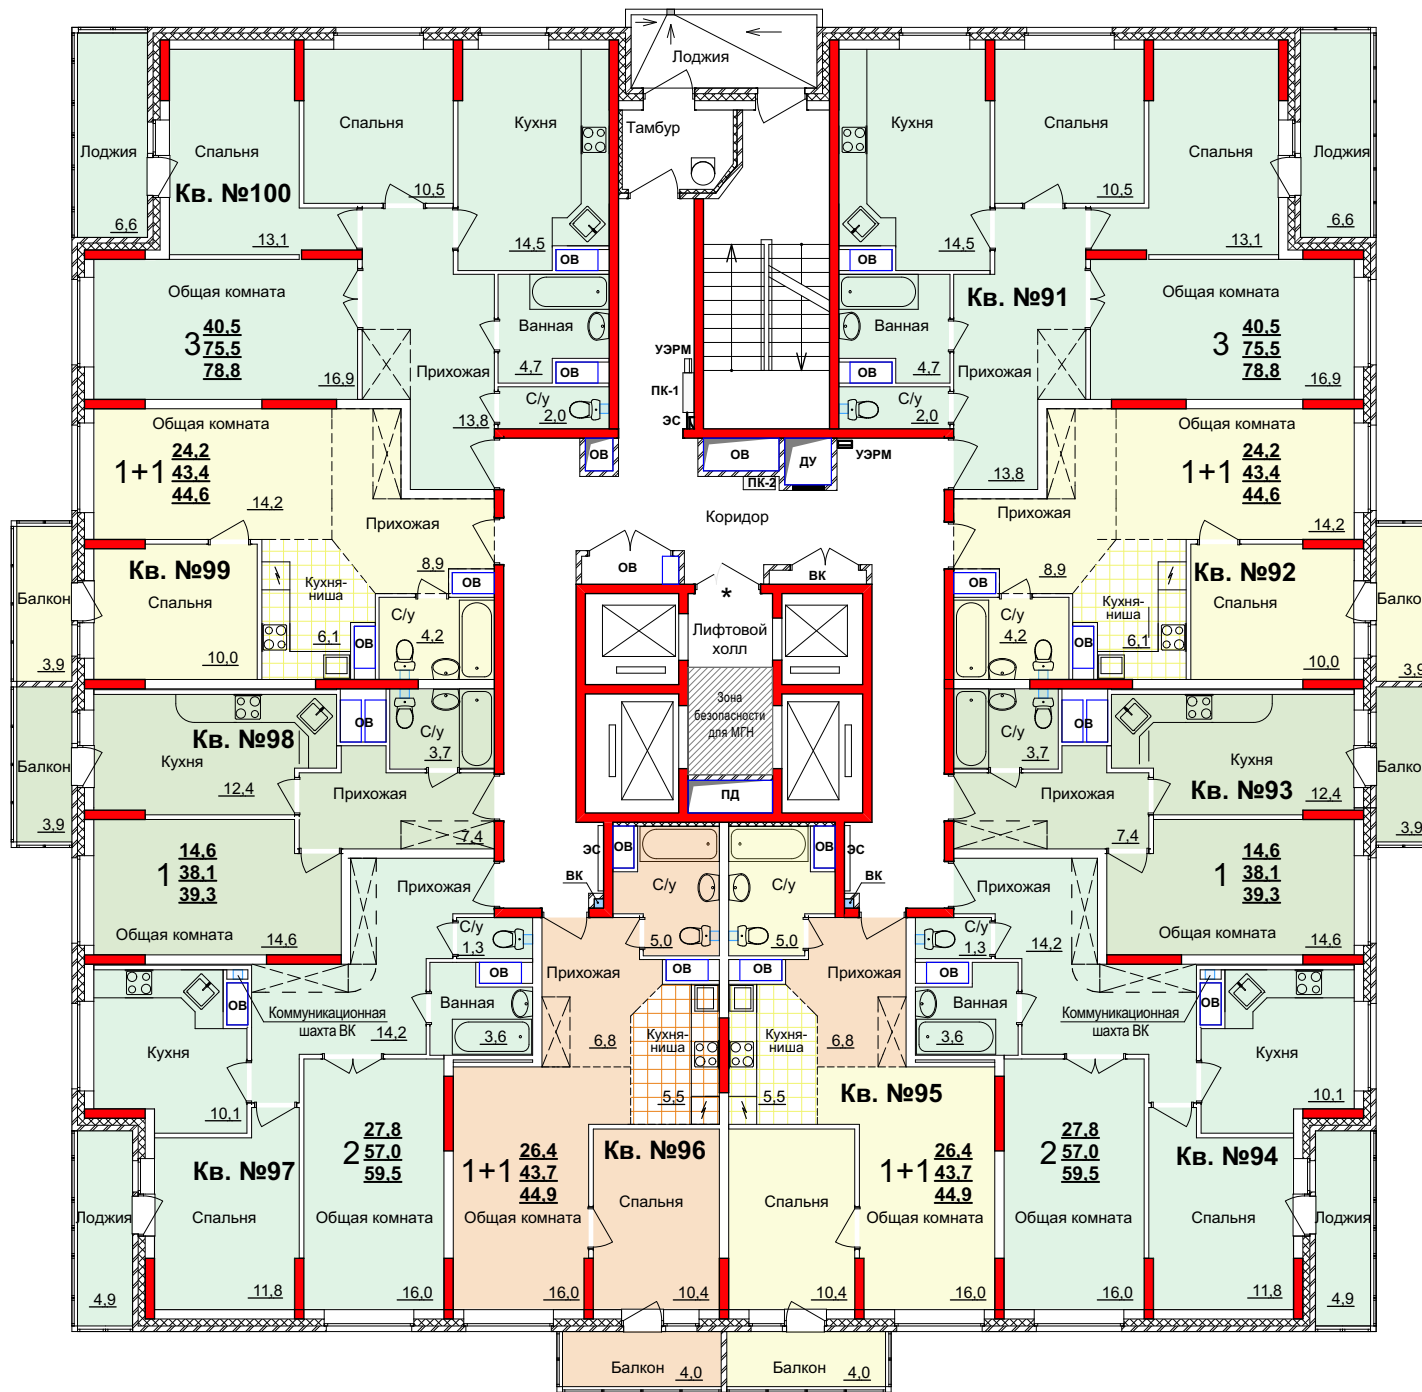 Лоджия
Тамбур
Лоджия
6,6
Спальня
Кв. №100
13,1
Спальня
10,5
Кухня
14,5
ОВ
Общая комната
3
40,5
75,5
78,8
16,9
Прихожая
13,8
Ванная
4,7
ОВ
С/у
2,0
УЭРМ
ПК-1
ЭС
Кухня
14,5
ОВ
Спальня
10,5
Спальня
13,1
Лоджия
6,6
Кв. №91
Общая комната
3
40,5
75,5
78,8
16,9
Ванная
4,7
ОВ
С/у
2,0
Прихожая
13,8
Общая комната
1+1
24,2
43,4
44,6
14,2
Прихожая
8,9
ОВ
Кв. №99
Спальня
10,0
Кухня-
ниша
6,1
ОВ
С/у
4,2
Балкон
3,9
ОВ
ОВ
ДУ
УЭРМ
ПК-2
Коридор
ОВ
ВК
*
Лифтовой
холл
Зона
безопасности
для МГН
ПД
Общая комната
1+1
24,2
43,4
44,6
14,2
Прихожая
8,9
ОВ
Кв. №92
Спальня
10,0
Кухня-
ниша
6,1
ОВ
С/у
4,2
Балко
3,9
Балкон
3,9
Кв. №98
Кухня
12,4
ОВ
С/у
3,7
Прихожая
7,4
1
14,6
38,1
39,3
Общая комната
14,6
С/у
3,7
ОВ
Кухня
Кв. №93
12,4
Прихожая
7,4
1
14,6
38,1
39,3
Общая комната
14,6
Балко
3,9
ЭС
ВК
ОВ
С/у
5,0
ОВ
С/у
5,0
ЭС
ВК
Прихожая
С/у
1,3
Ванная
3,6
Коммуникационная
шахта ВК
14,2
ОВ
Кухня
10,1
Кв. №97
Спальня
11,8
2
27,8
57,0
59,5
Общая комната
16,0
Лоджия
4,9
Прихожая
6,8
ОВ
Кухня-
ниша
5,5
1+1
26,4
43,7
44,9
Общая комната
16,0
Кв. №96
Спальня
10,4
Балкон
4,0
ОВ
Кухня-
ниша
5,5
Прихожая
6,8
Кв. №95
Спальня
10,4
1+1
26,4
43,7
44,9
Общая комната
16,0
Балкон
4,0
Прихожая
14,2
С/у
1,3
ОВ
Ванная
3,6
Коммуникационная
шахта ВК
ОВ
Кухня
10,1
2
27,8
57,0
59,5
Общая комната
16,0
Кв. №94
Спальня
11,8
Лоджия
4,9